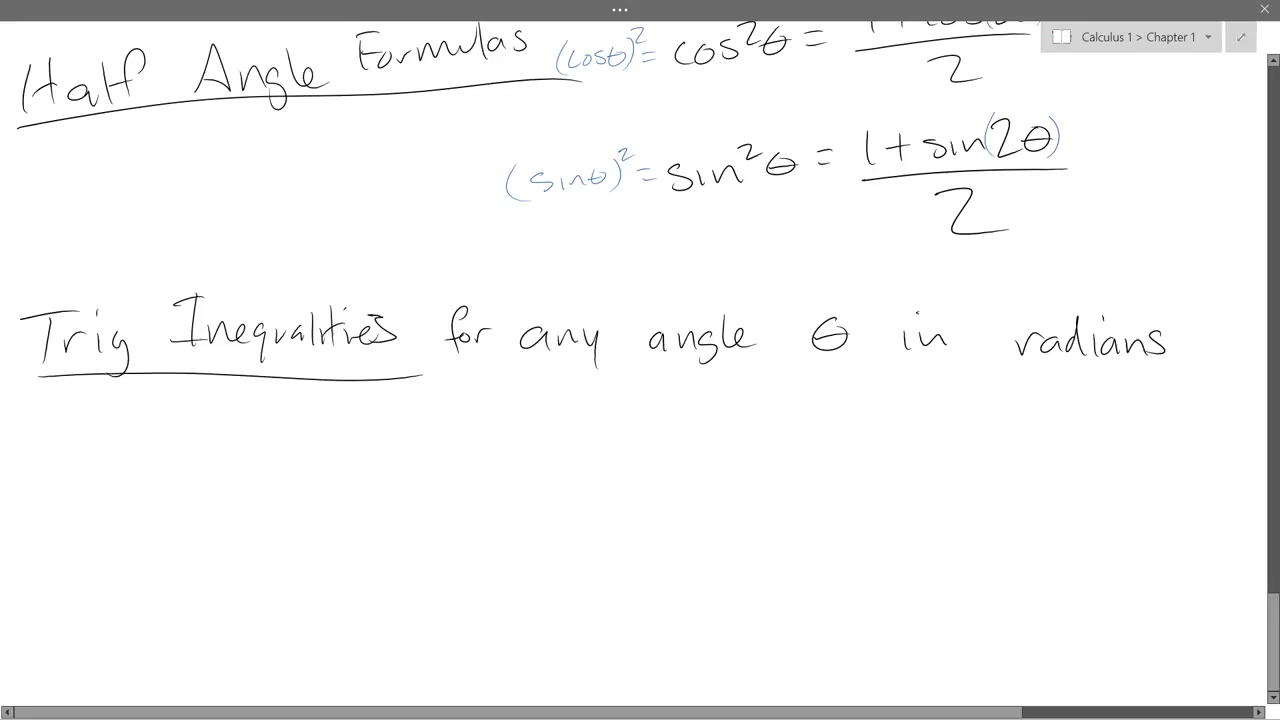 Calculus 1 > Chapter 1
Half Angle Formulas (cosθ)² = cos²θ =
2
(sinθ)² = sin²θ = 1 + sin(2θ)
2
Trig Inequalities for any angle θ in radians